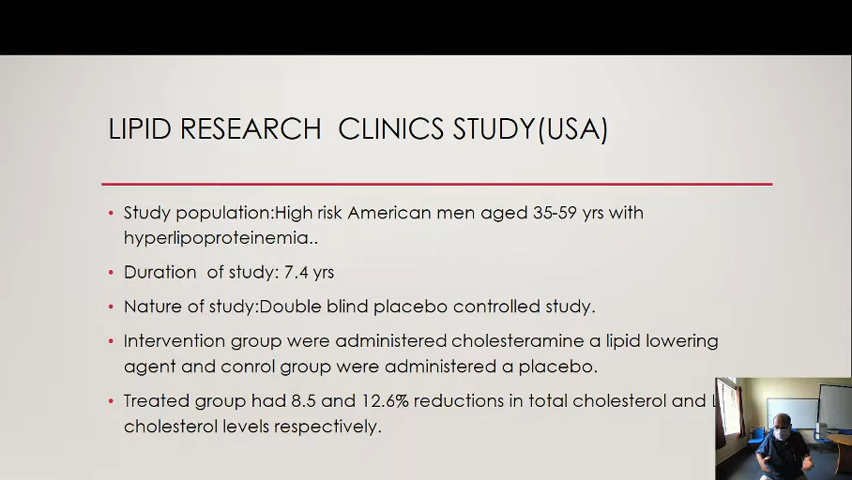 LIPID RESEARCH CLINICS STUDY(USA)
• Study population:High risk American men aged 35-59 yrs with
hyperlipoproteinemia..
• Duration of study: 7.4 yrs
• Nature of study:Double blind placebo controlled study.
• Intervention group were administered cholesteramine a lipid lowering
agent and conrol group were administered a placebo.
• Treated group had 8.5 and 12.6% reductions in total cholesterol and
cholesterol levels respectively.